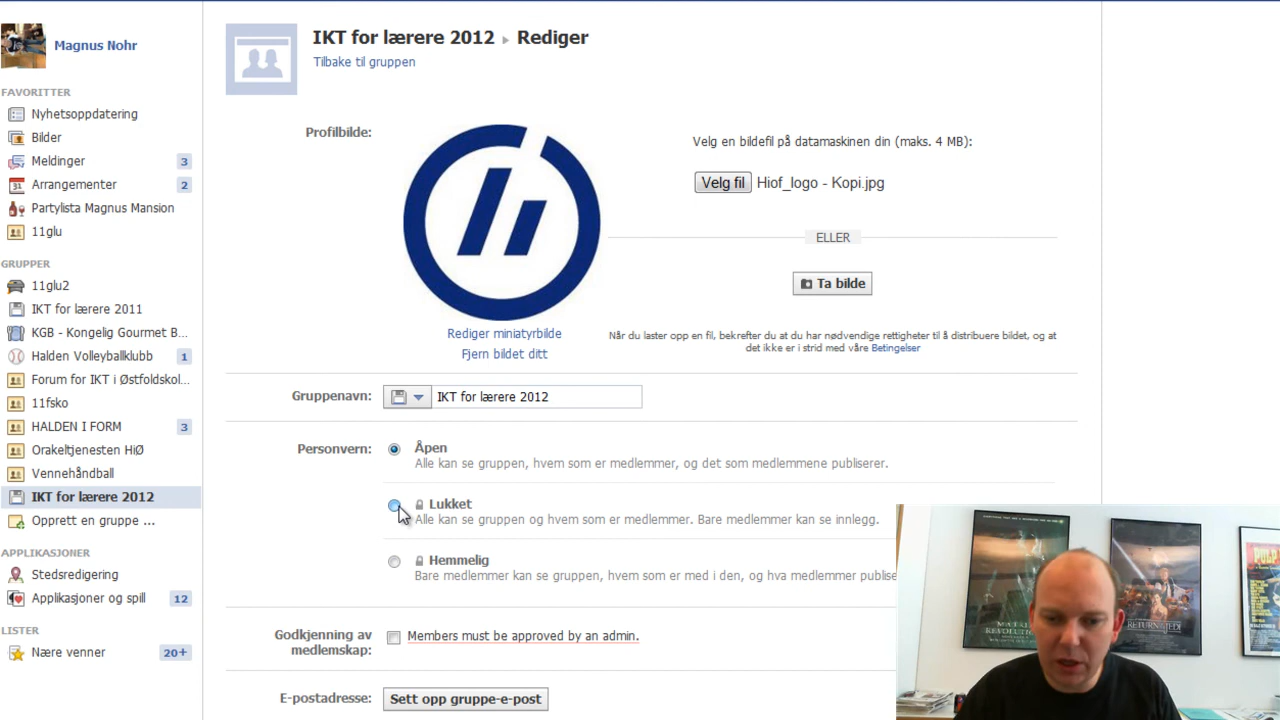 Magnus Nohr
FAVORITTER
Nyhetsoppdatering
Bilder
Meldinger 3
Arrangementer 2
Partylista Magnus Mansion
11glu
GRUPPER
11glu2
IKT for lærere 2011
KGB - Kongelig Gourmet B...
Halden Volleyballklubb 1
Forum for IKT i Østfoldskol...
11fsko
HALDEN I FORM 3
Orakeltjenesten HiØ
Vennehåndball
IKT for lærere 2012
Opprett en gruppe ...
APPLIKASJONER
Stedsredigering
Applikasjoner og spill 12
LISTER
Nære venner 20+
IKT for lærere 2012 ▸ Rediger
Tilbake til gruppen
Profilbilde:
Velg en bildefil på datamaskinen din (maks. 4 MB):
Velg fil Hiof_logo - Kopi.jpg
ELLER
Ta bilde
Rediger miniatyrbilde
Fjern bildet ditt
Når du laster opp en fil, bekrefter du at du har nødvendige rettigheter til å distribuere bildet, og at
det ikke er i strid med våre Betingelser
Gruppenavn: IKT for lærere 2012
Personvern: Åpen
Alle kan se gruppen, hvem som er medlemmer, og det som medlemmene publiserer.
Lukket
Alle kan se gruppen og hvem som er medlemmer. Bare medlemmer kan se innlegg.
Hemmelig
Bare medlemmer kan se gruppen, hvem som er med i den, og hva medlemmer publise
Godkjenning av
medlemskap:
Members must be approved by an admin.
E-postadresse: Sett opp gruppe-e-post
RETURN
JEDI
PULP